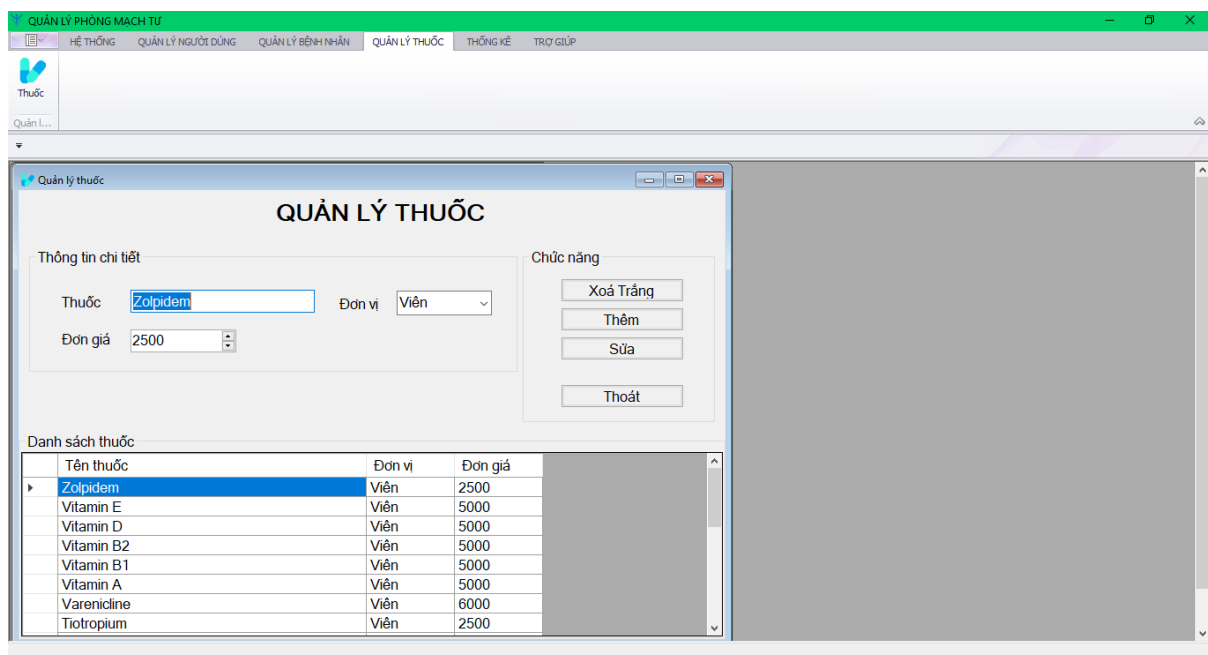 QUẢN LÝ PHÒNG MẠCH TƯ
HỆ THỐNG QUẢN LÝ NGƯỜI DÙNG QUẢN LÝ BỆNH NHÂN QUẢN LÝ THUỐC THỐNG KÊ TRỢ GIÚP
Thuốc
Quản l...
Quản lý thuốc
QUẢN LÝ THUỐC
Thông tin chi tiết
Thuốc Zolpidem Đơn vị Viên
Đơn giá 2500
Chức năng
Xoá Trắng
Thêm
Sửa
Thoát
Danh sách thuốc
Tên thuốc Đơn vị Đơn giá
Zolpidem Viên 2500
Vitamin E Viên 5000
Vitamin D Viên 5000
Vitamin B2 Viên 5000
Vitamin B1 Viên 5000
Vitamin A Viên 5000
Varenicline Viên 6000
Tiotropium Viên 2500